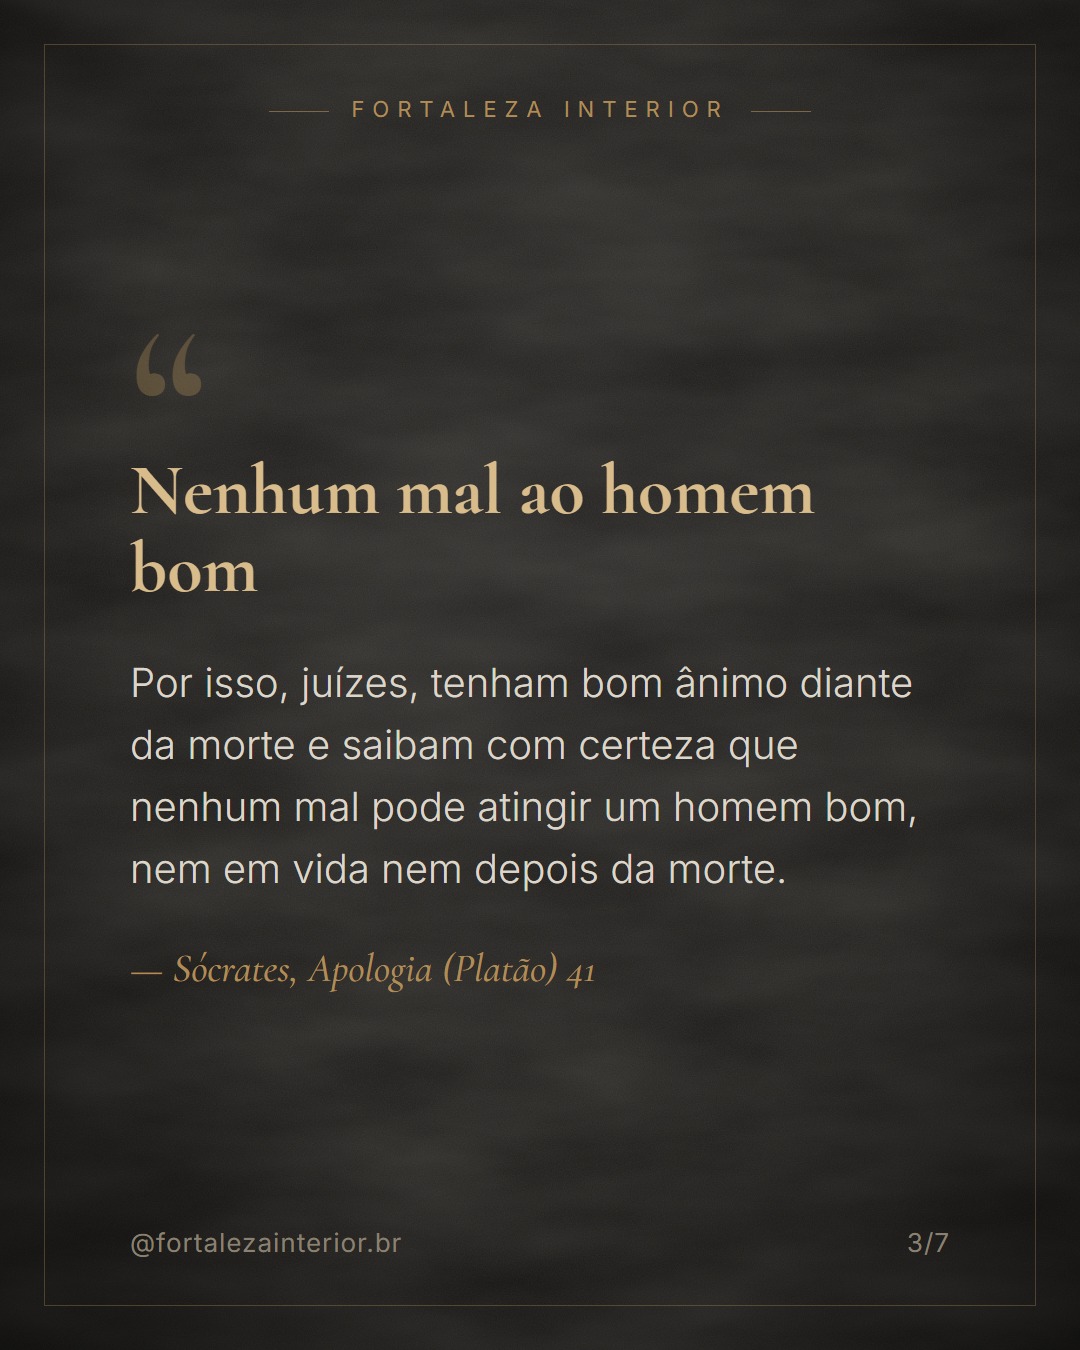 FORTALEZA INTERIOR
“
Nenhum mal ao homem
bom
Por isso, juízes, tenham bom ânimo diante
da morte e saibam com certeza que
nenhum mal pode atingir um homem bom,
nem em vida nem depois da morte.
— Sócrates, Apologia (Platão) 41
@fortalezainterior.br
3/7